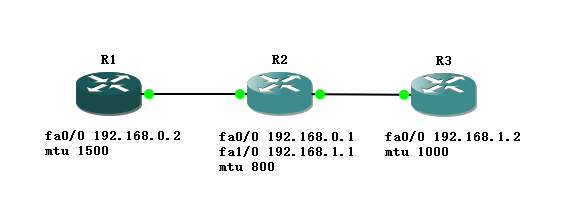 R1
R2
R3
fa0/0 192.168.0.2
mtu 1500
fa0/0 192.168.0.1
fa1/0 192.168.1.1
mtu 800
fa0/0 192.168.1.2
mtu 1000